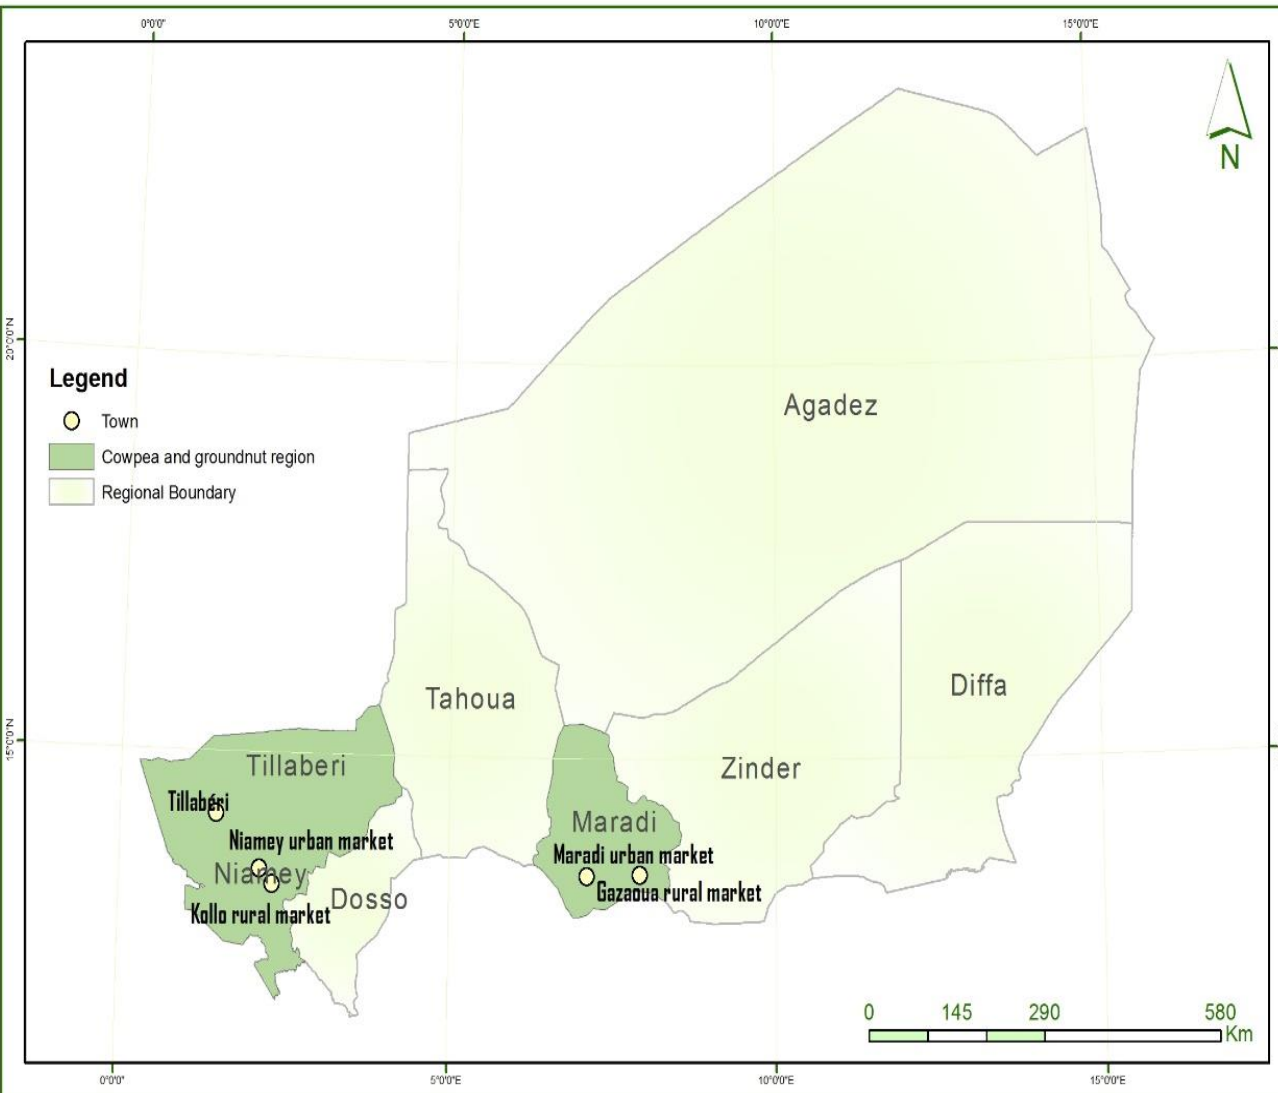 0°0'0"
5°0'0"E
10°0'0"E
15°0'0"E
N
20°0'0"N
Legend
Town
Cowpea and groundnut region
Regional Boundary
Agadez
Tahoua
Diffa
15°0'0"N
Tillaberi
Zinder
Tillabéri
Maradi
Niamey urban market
Maradi urban market
Niamey
Gazaoua rural market
Dosso
Kollo rural market
0 145 290 580
Km
0°0'0"
5°0'0"E
10°0'0"E
15°0'0"E